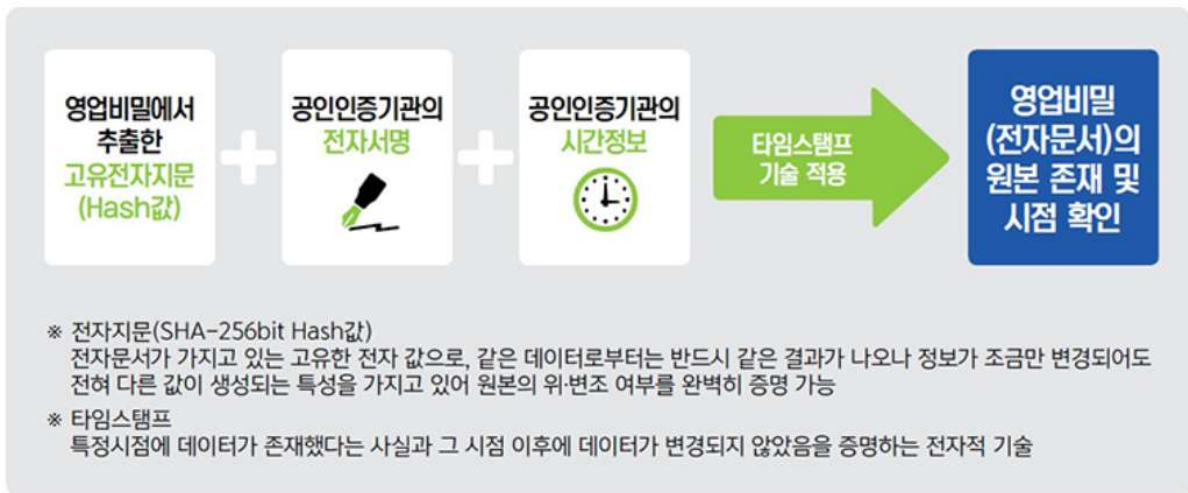 영업비밀에서
추출한
고유전자지문
(Hash값)
공인인증기관의
전자서명
공인인증기관의
시간정보
타임스탬프
기술 적용
영업비밀
(전자문서)의
원본 존재 및
시점 확인
※ 전자지문(SHA-256bit Hash값)
전자문서가 가지고 있는 고유한 전자 값으로, 같은 데이터로부터는 반드시 같은 결과가 나오나 정보가 조금만 변경되어도
전혀 다른 값이 생성되는 특성을 가지고 있어 원본의 위·변조 여부를 완벽히 증명 가능
※ 타임스탬프
특정시점에 데이터가 존재했다는 사실과 그 시점 이후에 데이터가 변경되지 않았음을 증명하는 전자적 기술